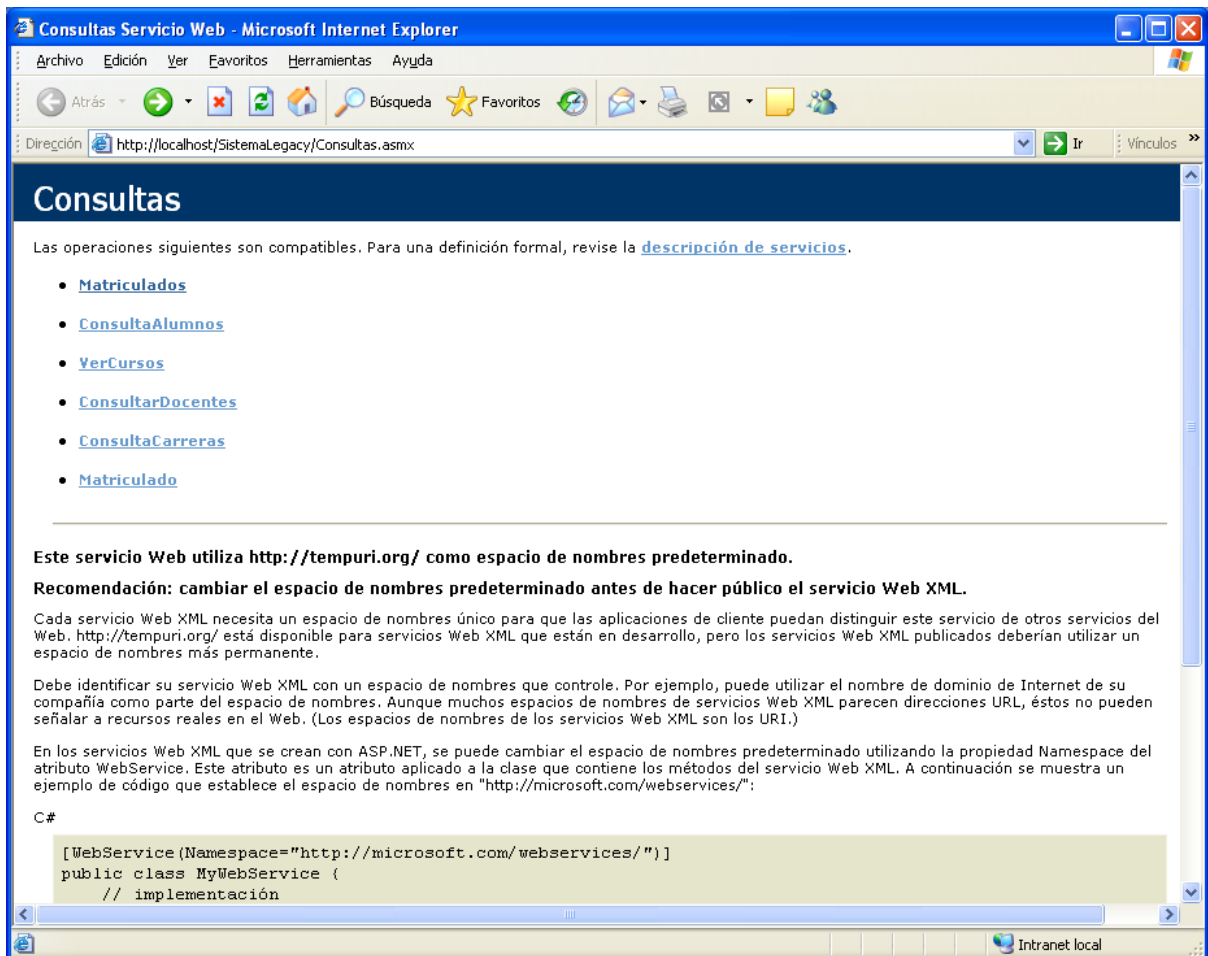 Consultas Servicio Web - Microsoft Internet Explorer
Archivo Edición Ver Favoritos Herramientas Ayuda
Atrás Búsqueda Favoritos
Dirección http://localhost/SistemaLegacy/Consultas.asmx Ir Vínculos »
Consultas
Las operaciones siguientes son compatibles. Para una definición formal, revise la descripción de servicios.
• Matriculados
• ConsultaAlumnos
• VerCursos
• ConsultarDocentes
• ConsultaCarreras
• Matriculado
Este servicio Web utiliza http://tempuri.org/ como espacio de nombres predeterminado.
Recomendación: cambiar el espacio de nombres predeterminado antes de hacer público el servicio Web XML.
Cada servicio Web XML necesita un espacio de nombres único para que las aplicaciones de cliente puedan distinguir este servicio de otros servicios del
Web. http://tempuri.org/ está disponible para servicios Web XML que están en desarrollo, pero los servicios Web XML publicados deberían utilizar un
espacio de nombres más permanente.
Debe identificar su servicio Web XML con un espacio de nombres que controle. Por ejemplo, puede utilizar el nombre de dominio de Internet de su
compañía como parte del espacio de nombres. Aunque muchos espacios de nombres de servicios Web XML parecen direcciones URL, éstos no pueden
señalar a recursos reales en el Web. (Los espacios de nombres de los servicios Web XML son los URI.)
En los servicios Web XML que se crean con ASP.NET, se puede cambiar el espacio de nombres predeterminado utilizando la propiedad Namespace del
atributo WebService. Este atributo es un atributo aplicado a la clase que contiene los métodos del servicio Web XML. A continuación se muestra un
ejemplo de código que establece el espacio de nombres en "http://microsoft.com/webservices/":
C#
[WebService(Namespace="http://microsoft.com/webservices/")]
public class MyWebService {
// implementación
Intranet local